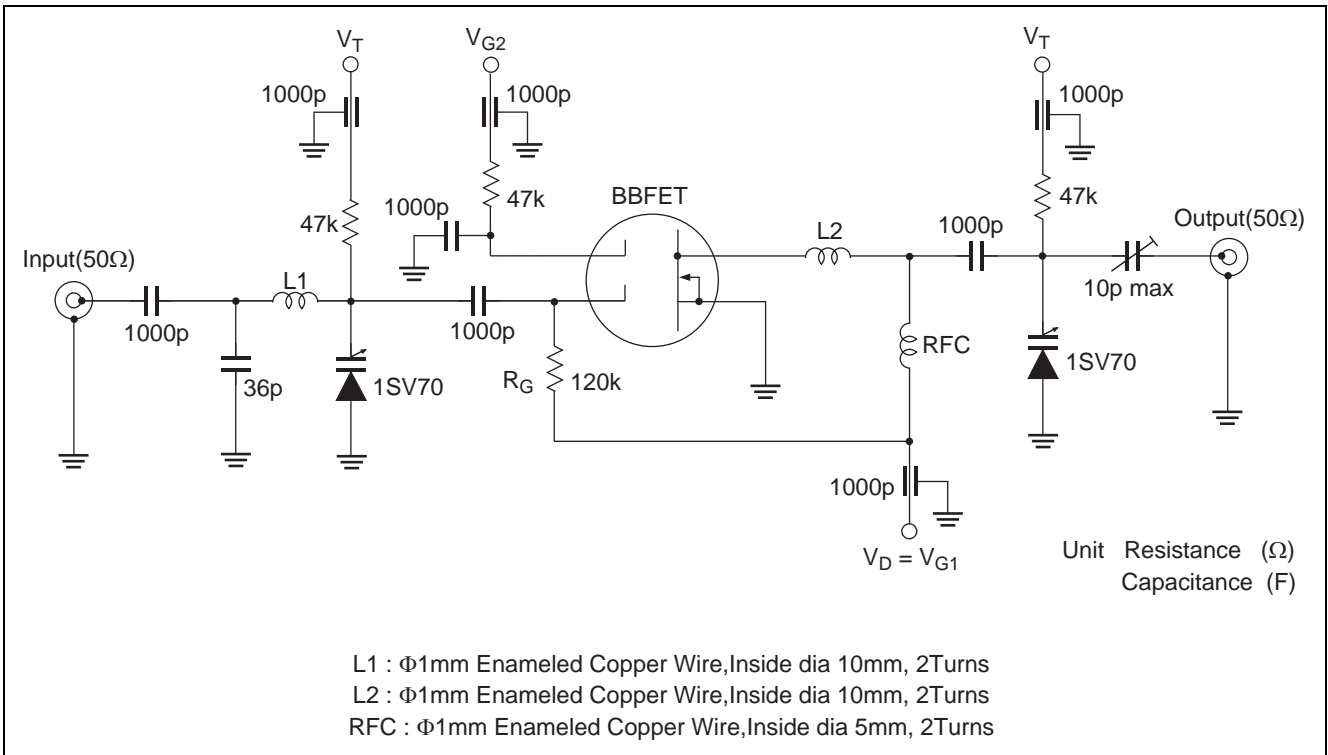 V_T
V_G2
V_T
1000p
1000p
1000p
47k
47k
47k
1000p
BBFET
1000p
L2
Output(50Ω)
Input(50Ω)
L1
10p max
1000p
1000p
RFC
36p
1SV70
R_G
120k
1SV70
1000p
V_D = V_G1
Unit Resistance (Ω)
Capacitance (F)
L1 : Φ1mm Enameled Copper Wire,Inside dia 10mm, 2Turns
L2 : Φ1mm Enameled Copper Wire,Inside dia 10mm, 2Turns
RFC : Φ1mm Enameled Copper Wire,Inside dia 5mm, 2Turns